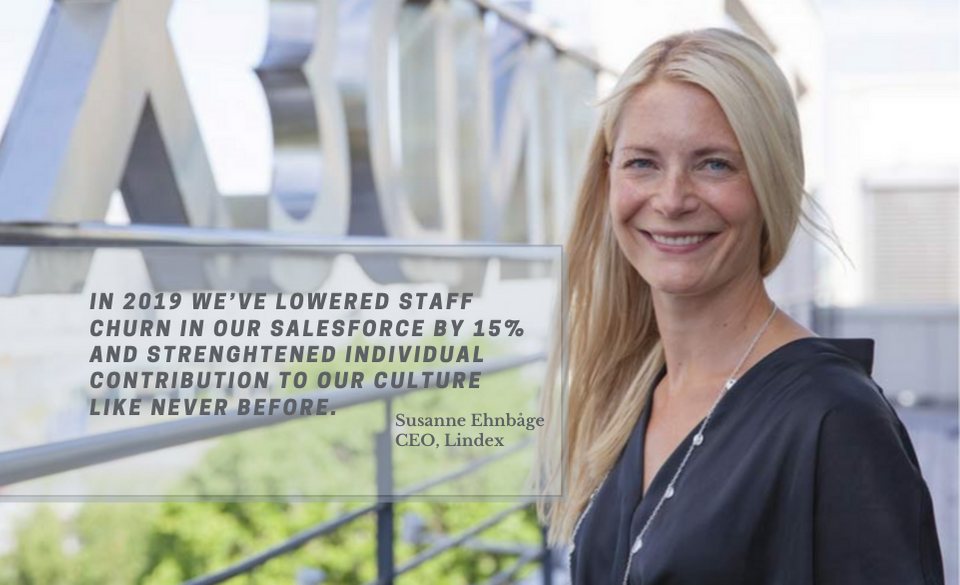 IN 2019 WE’VE LOWERED STAFF
CHURN IN OUR SALESFORCE BY 15%
AND STRENGHTENED INDIVIDUAL
CONTRIBUTION TO OUR CULTURE
LIKE NEVER BEFORE.
Susanne Ehnbåge
CEO, Lindex